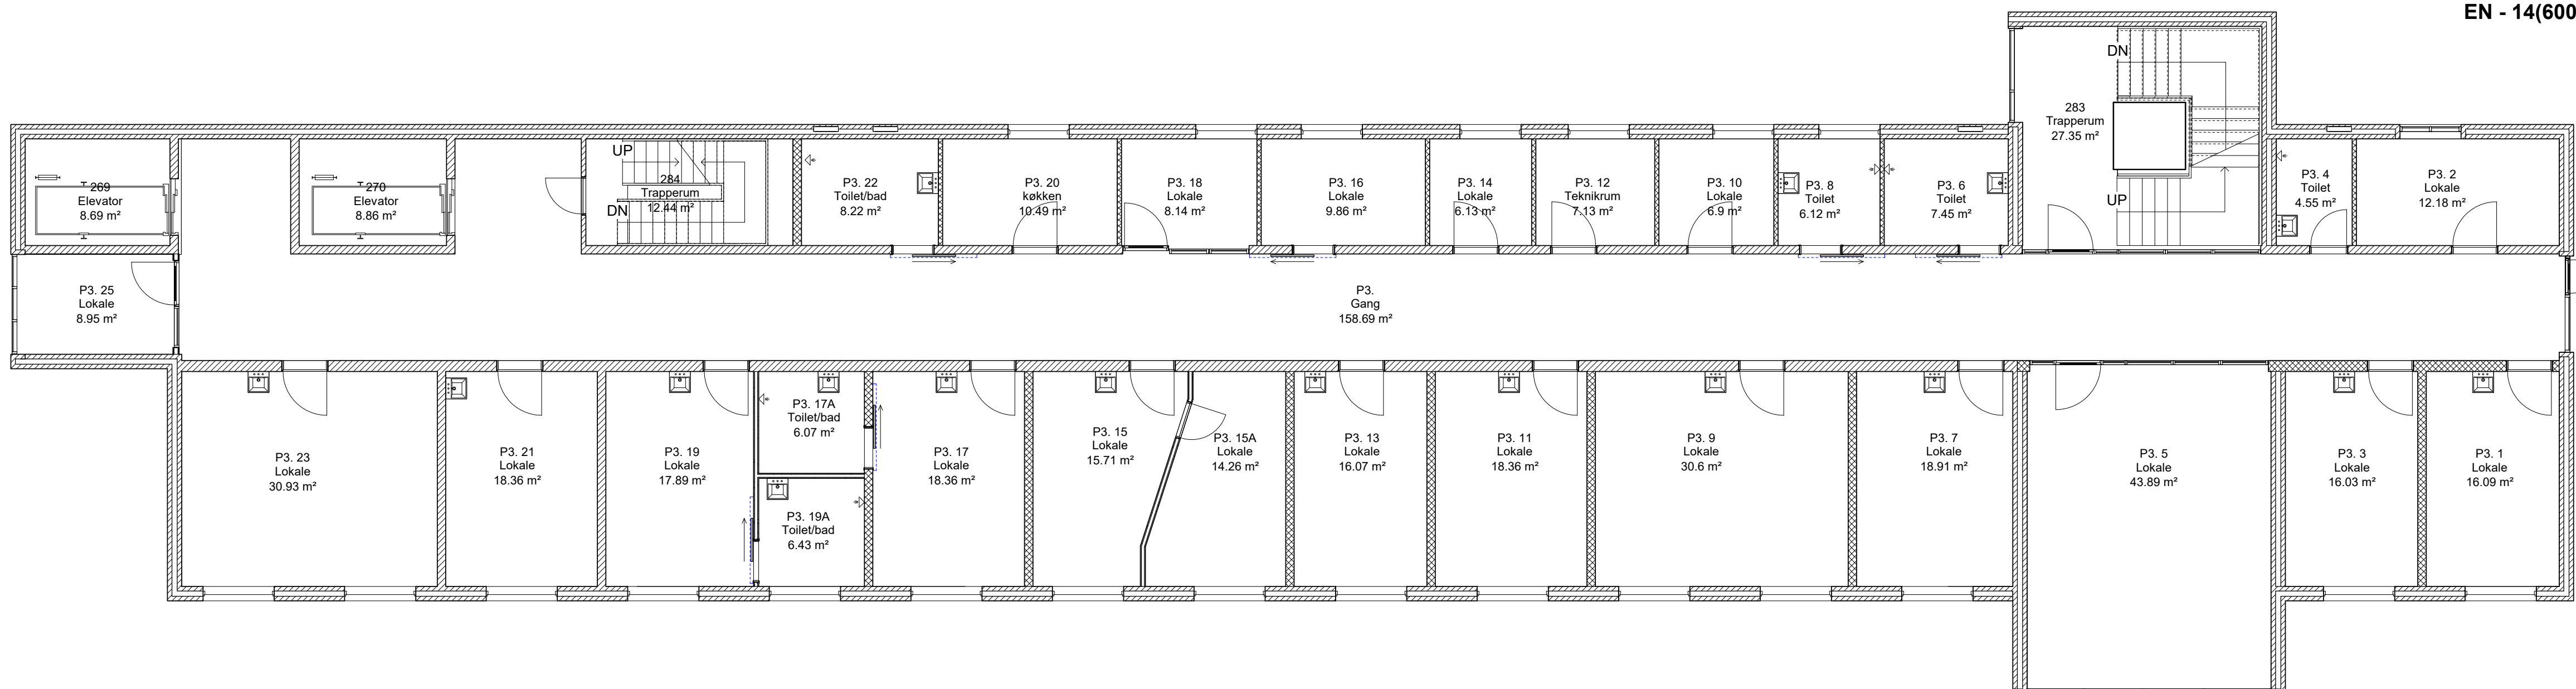 EN - 14(600
DN
283
Trapperum
27.35 m²
UP
269
Elevator
8.69 m²
270
Elevator
8.86 m²
UP
284
Trapperum
12.44 m²
DN
P3. 22
Toilet/bad
8.22 m²
P3. 20
køkken
10.49 m²
P3. 18
Lokale
8.14 m²
P3. 16
Lokale
9.86 m²
P3. 14
Lokale
6.13 m²
P3. 12
Teknikrum
7.13 m²
P3. 10
Lokale
6.9 m²
P3. 8
Toilet
6.12 m²
P3. 6
Toilet
7.45 m²
P3. 4
Toilet
4.55 m²
P3. 2
Lokale
12.18 m²
P3. 25
Lokale
8.95 m²
P3.
Gang
158.69 m²
P3. 23
Lokale
30.93 m²
P3. 21
Lokale
18.36 m²
P3. 19
Lokale
17.89 m²
P3. 17A
Toilet/bad
6.07 m²
P3. 19A
Toilet/bad
6.43 m²
P3. 17
Lokale
18.36 m²
P3. 15
Lokale
15.71 m²
P3. 15A
Lokale
14.26 m²
P3. 13
Lokale
16.07 m²
P3. 11
Lokale
18.36 m²
P3. 9
Lokale
30.6 m²
P3. 7
Lokale
18.91 m²
P3. 5
Lokale
43.89 m²
P3. 3
Lokale
16.03 m²
P3. 1
Lokale
16.09 m²